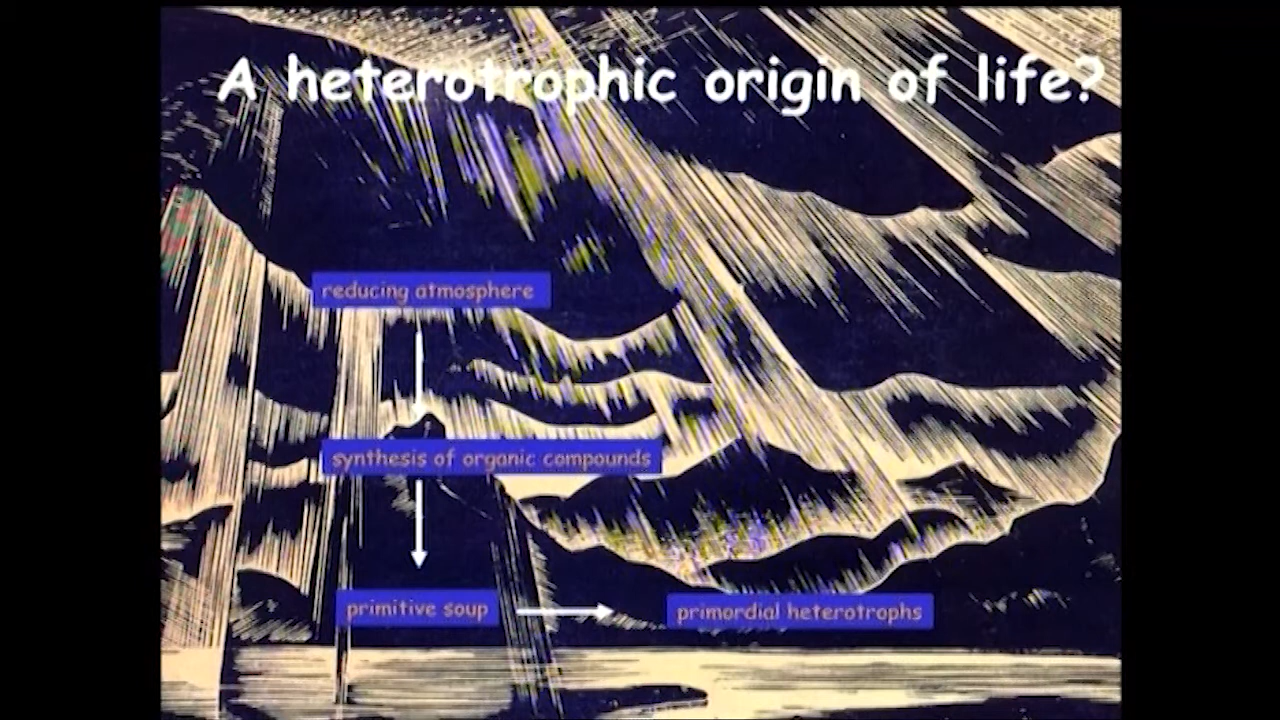 A heterotrophic origin of life?
reducing atmosphere
synthesis of organic compounds
primitive soup
primordial heterotrophs